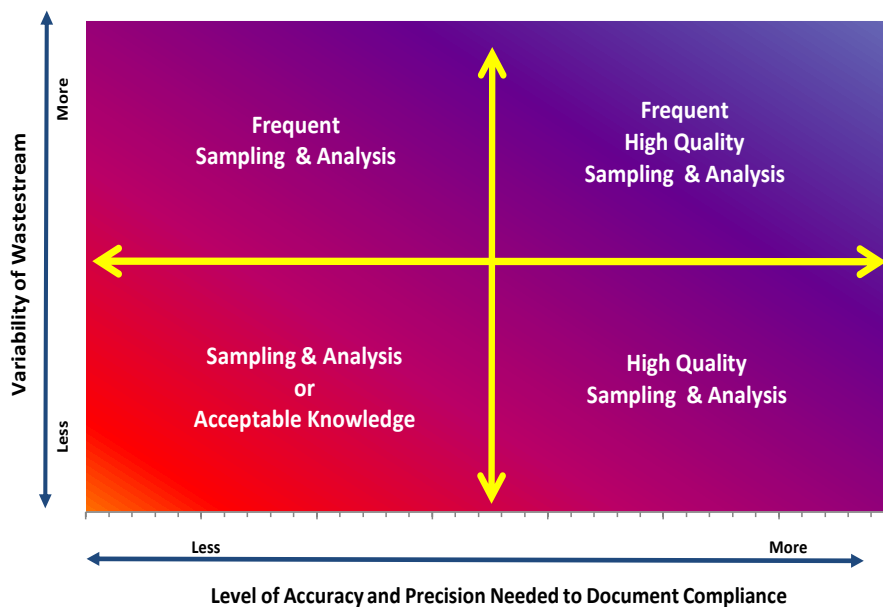 Variability of Wastestream
More
Less
Frequent
Sampling & Analysis
Frequent
High Quality
Sampling & Analysis
Sampling & Analysis
or
Acceptable Knowledge
High Quality
Sampling & Analysis
Less
More
Level of Accuracy and Precision Needed to Document Compliance